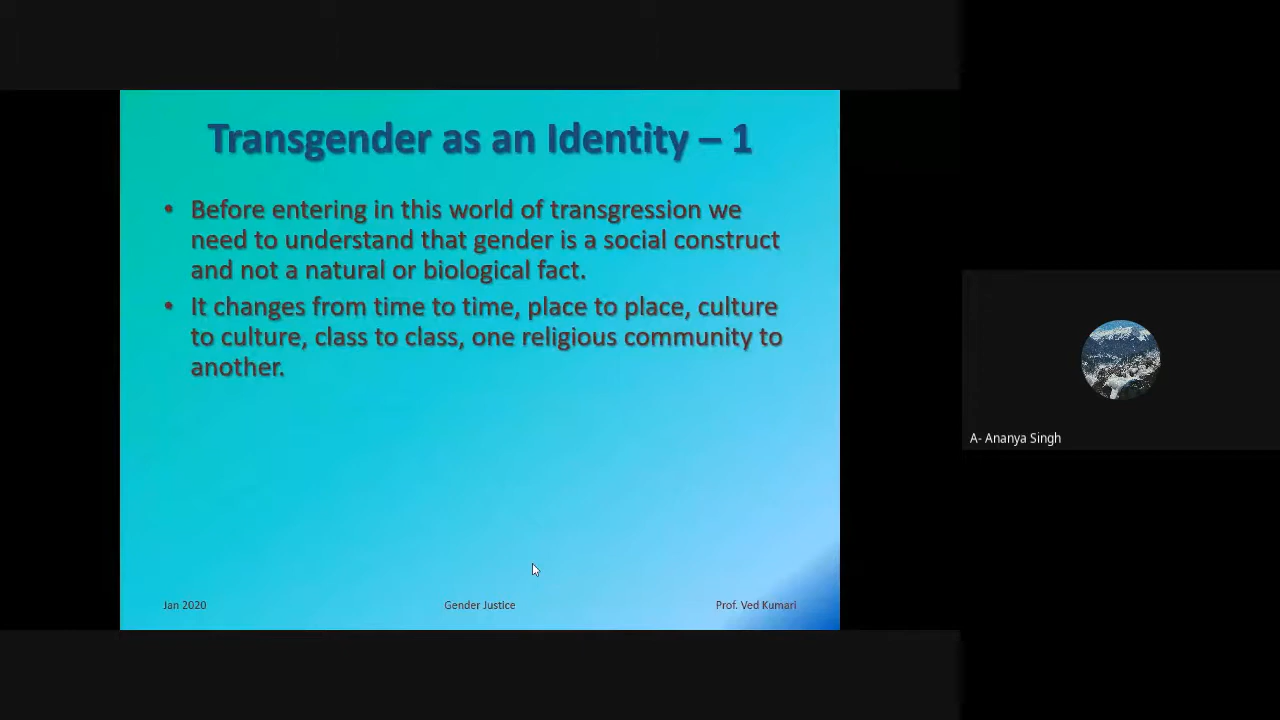 Transgender as an Identity – 1
• Before entering in this world of transgression we
need to understand that gender is a social construct
and not a natural or biological fact.
• It changes from time to time, place to place, culture
to culture, class to class, one religious community to
another.
Jan 2020
Gender Justice
Prof. Ved Kumari
A- Ananya Singh